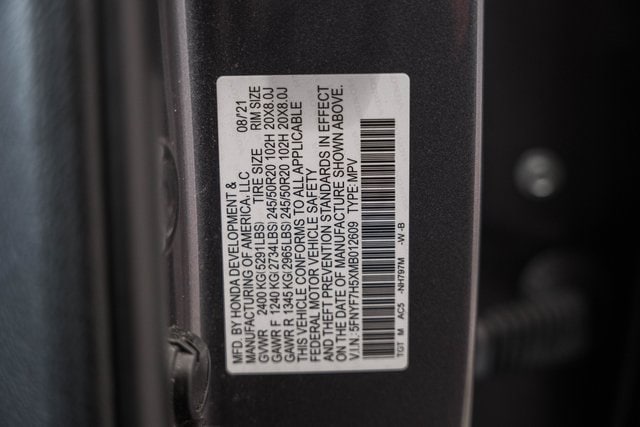 MFD. BY HONDA DEVELOPMENT &
MANUFACTURING OF AMERICA, LLC 08/21
GVWR 2400 KG(5291LBS) TIRE SIZE RIM SIZE
GAWR F 1240 KG(2734LBS) 245/50R20 102H 20X8.0J
GAWR R 1345 KG(2965LBS) 245/50R20 102H 20X8.0J
THIS VEHICLE CONFORMS TO ALL APPLICABLE
FEDERAL MOTOR VEHICLE SAFETY
AND THEFT PREVENTION STANDARDS IN EFFECT
ON THE DATE OF MANUFACTURE SHOWN ABOVE.
V.I.N.:5FNYF7H5XMB012609 TYPE:MPV
TGT M AC5 -NH797M -W-B